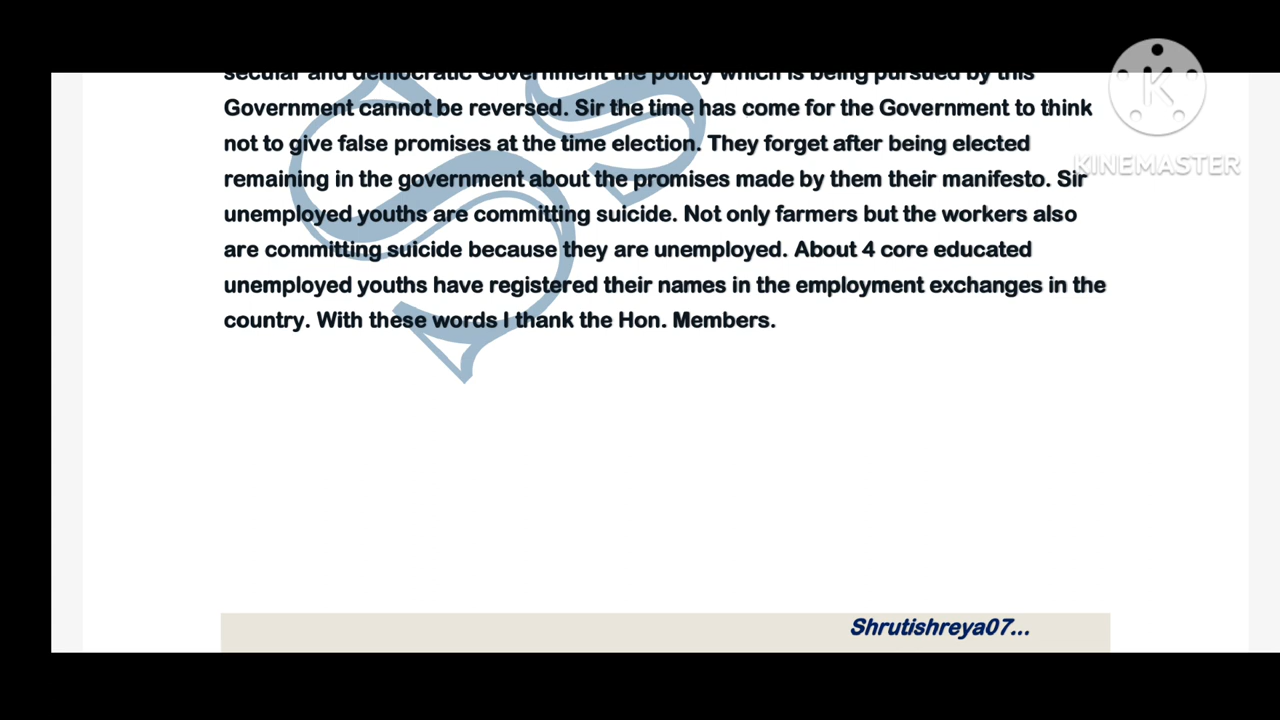 secular and democratic Government the policy which is being pursued by this
Government cannot be reversed. Sir the time has come for the Government to think
not to give false promises at the time election. They forget after being elected
remaining in the government about the promises made by them their manifesto. Sir
unemployed youths are committing suicide. Not only farmers but the workers also
are committing suicide because they are unemployed. About 4 core educated
unemployed youths have registered their names in the employment exchanges in the
country. With these words I thank the Hon. Members.
Shrutishreya07...
K
KINEMASTER